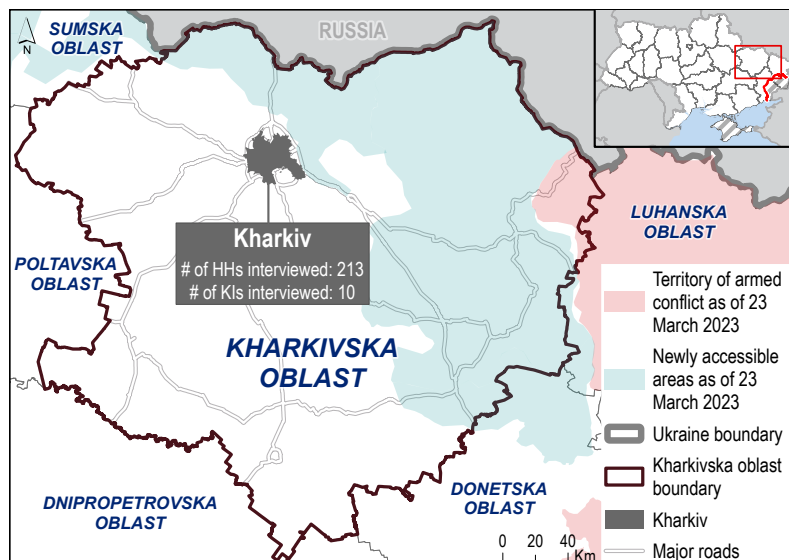 N
SUMSKA
OBLAST
RUSSIA
LUHANSKA
OBLAST
Kharkiv
# of HHs interviewed: 213
# of KIs interviewed: 10
POLTAVSKA
OBLAST
KHARKIVSKA
OBLAST
DNIPROPETROVSKA
OBLAST
DONETSKA
OBLAST
Territory of armed
conflict as of 23
March 2023
Newly accessible
areas as of 23
March 2023
Ukraine boundary
Kharkivska oblast
boundary
Kharkiv
Major roads
0 20 40
Km